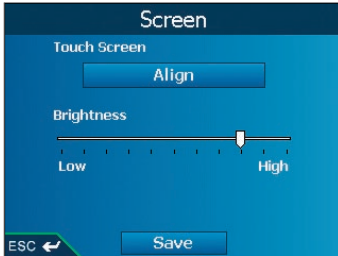 Screen
Touch Screen
Align
Brightness
Low High
ESC
Save